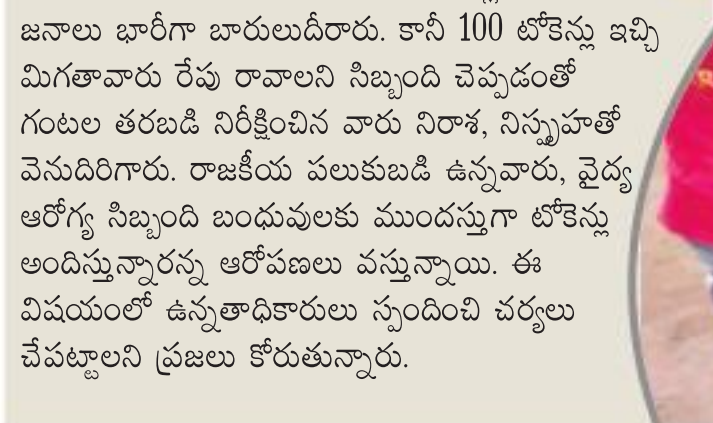 జనాలు భారీగా బారులుదీరారు. కానీ 100 టోకెన్లు ఇచ్చి
మిగతావారు రేపు రావాలని సిబ్బంది చెప్పడంతో
గంటల తరబడి నిరీక్షించిన వారు నిరాశ, నిస్పృహతో
వెనుదిరిగారు. రాజకీయ పలుకుబడి ఉన్నవారు, వైద్య
ఆరోగ్య సిబ్బంది బంధువులకు ముందస్తుగా టోకెన్లు
అందిస్తున్నారన్న ఆరోపణలు వస్తున్నాయి. ఈ
విషయంలో ఉన్నతాధికారులు స్పందించి చర్యలు
చేపట్టాలని ప్రజలు కోరుతున్నారు.